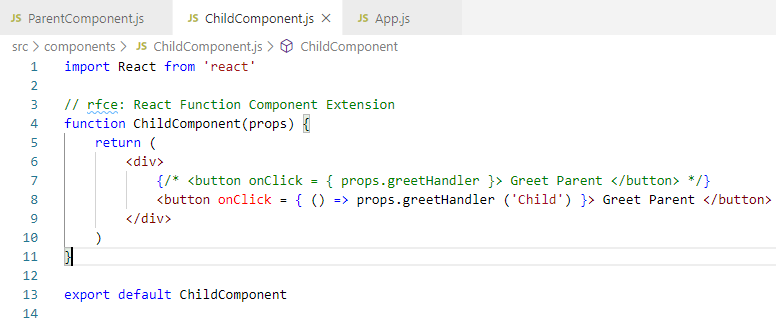 JS ParentComponent.js JS ChildComponent.js × JS App.js
src > components > JS ChildComponent.js > ChildComponent
1 import React from 'react'
2
3 // rfce: React Function Component Extension
4 function ChildComponent(props) {
5 return (
6 <div>
7 {/* <button onClick = { props.greetHandler }> Greet Parent </button> */}
8 <button onClick = { () => props.greetHandler ('Child') }> Greet Parent </button>
9 </div>
10 )
11 }
12
13 export default ChildComponent
14